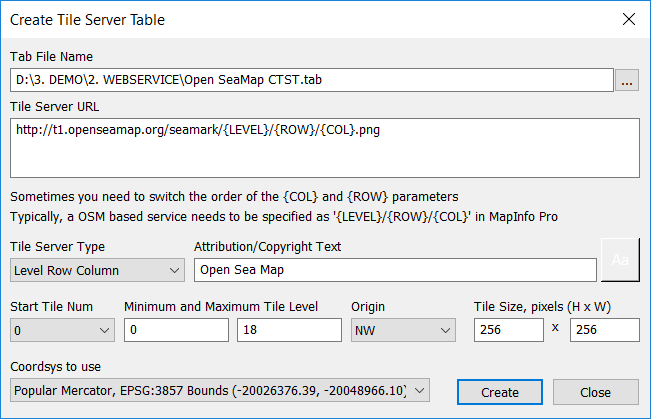 Create Tile Server Table
Tab File Name
D:\3. DEMO\2. WEBSERVICE\Open SeaMap CTST.tab
...
Tile Server URL
http://t1.openseamap.org/seamark/{LEVEL}/{ROW}/{COL}.png
Sometimes you need to switch the order of the {COL} and {ROW} parameters
Typically, a OSM based service needs to be specified as '{LEVEL}/{ROW}/{COL}' in MapInfo Pro
Tile Server Type Attribution/Copyright Text
Level Row Column Open Sea Map Aa
Start Tile Num Minimum and Maximum Tile Level Origin Tile Size, pixels (H x W)
0 0 18 NW 256 x 256
Coordsys to use
Popular Mercator, EPSG:3857 Bounds (-20026376.39, -20048966.10) Create Close